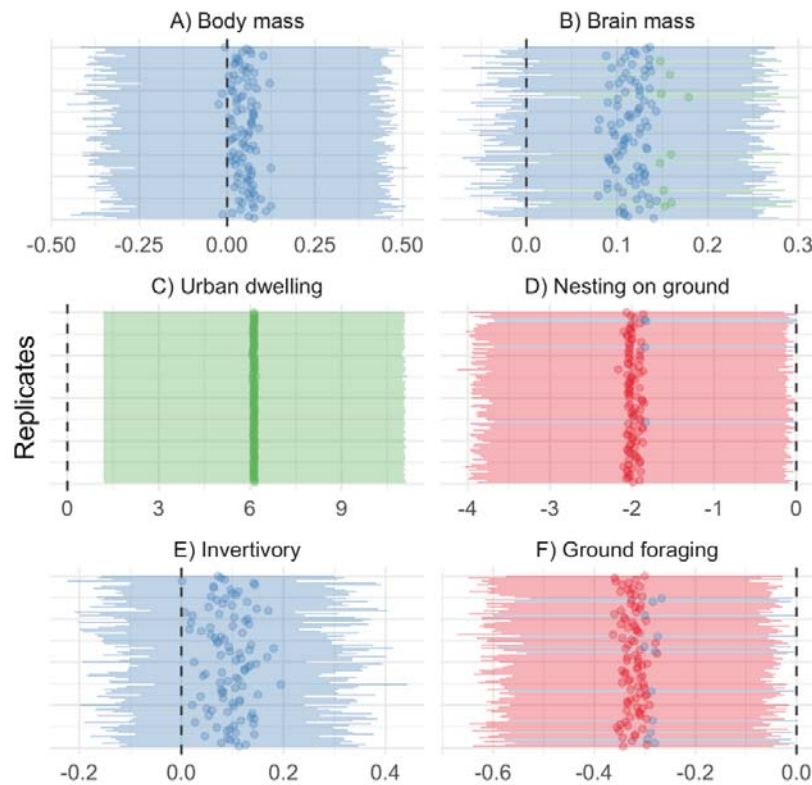 A) Body mass
B) Brain mass
-0.50 -0.25 0.00 0.25 0.50
0.0 0.1 0.2 0.3
C) Urban dwelling
D) Nesting on ground
Replicates
0 3 6 9
-4 -3 -2 -1 0
E) Invertivory
F) Ground foraging
-0.2 0.0 0.2 0.4
-0.6 -0.4 -0.2 0.0